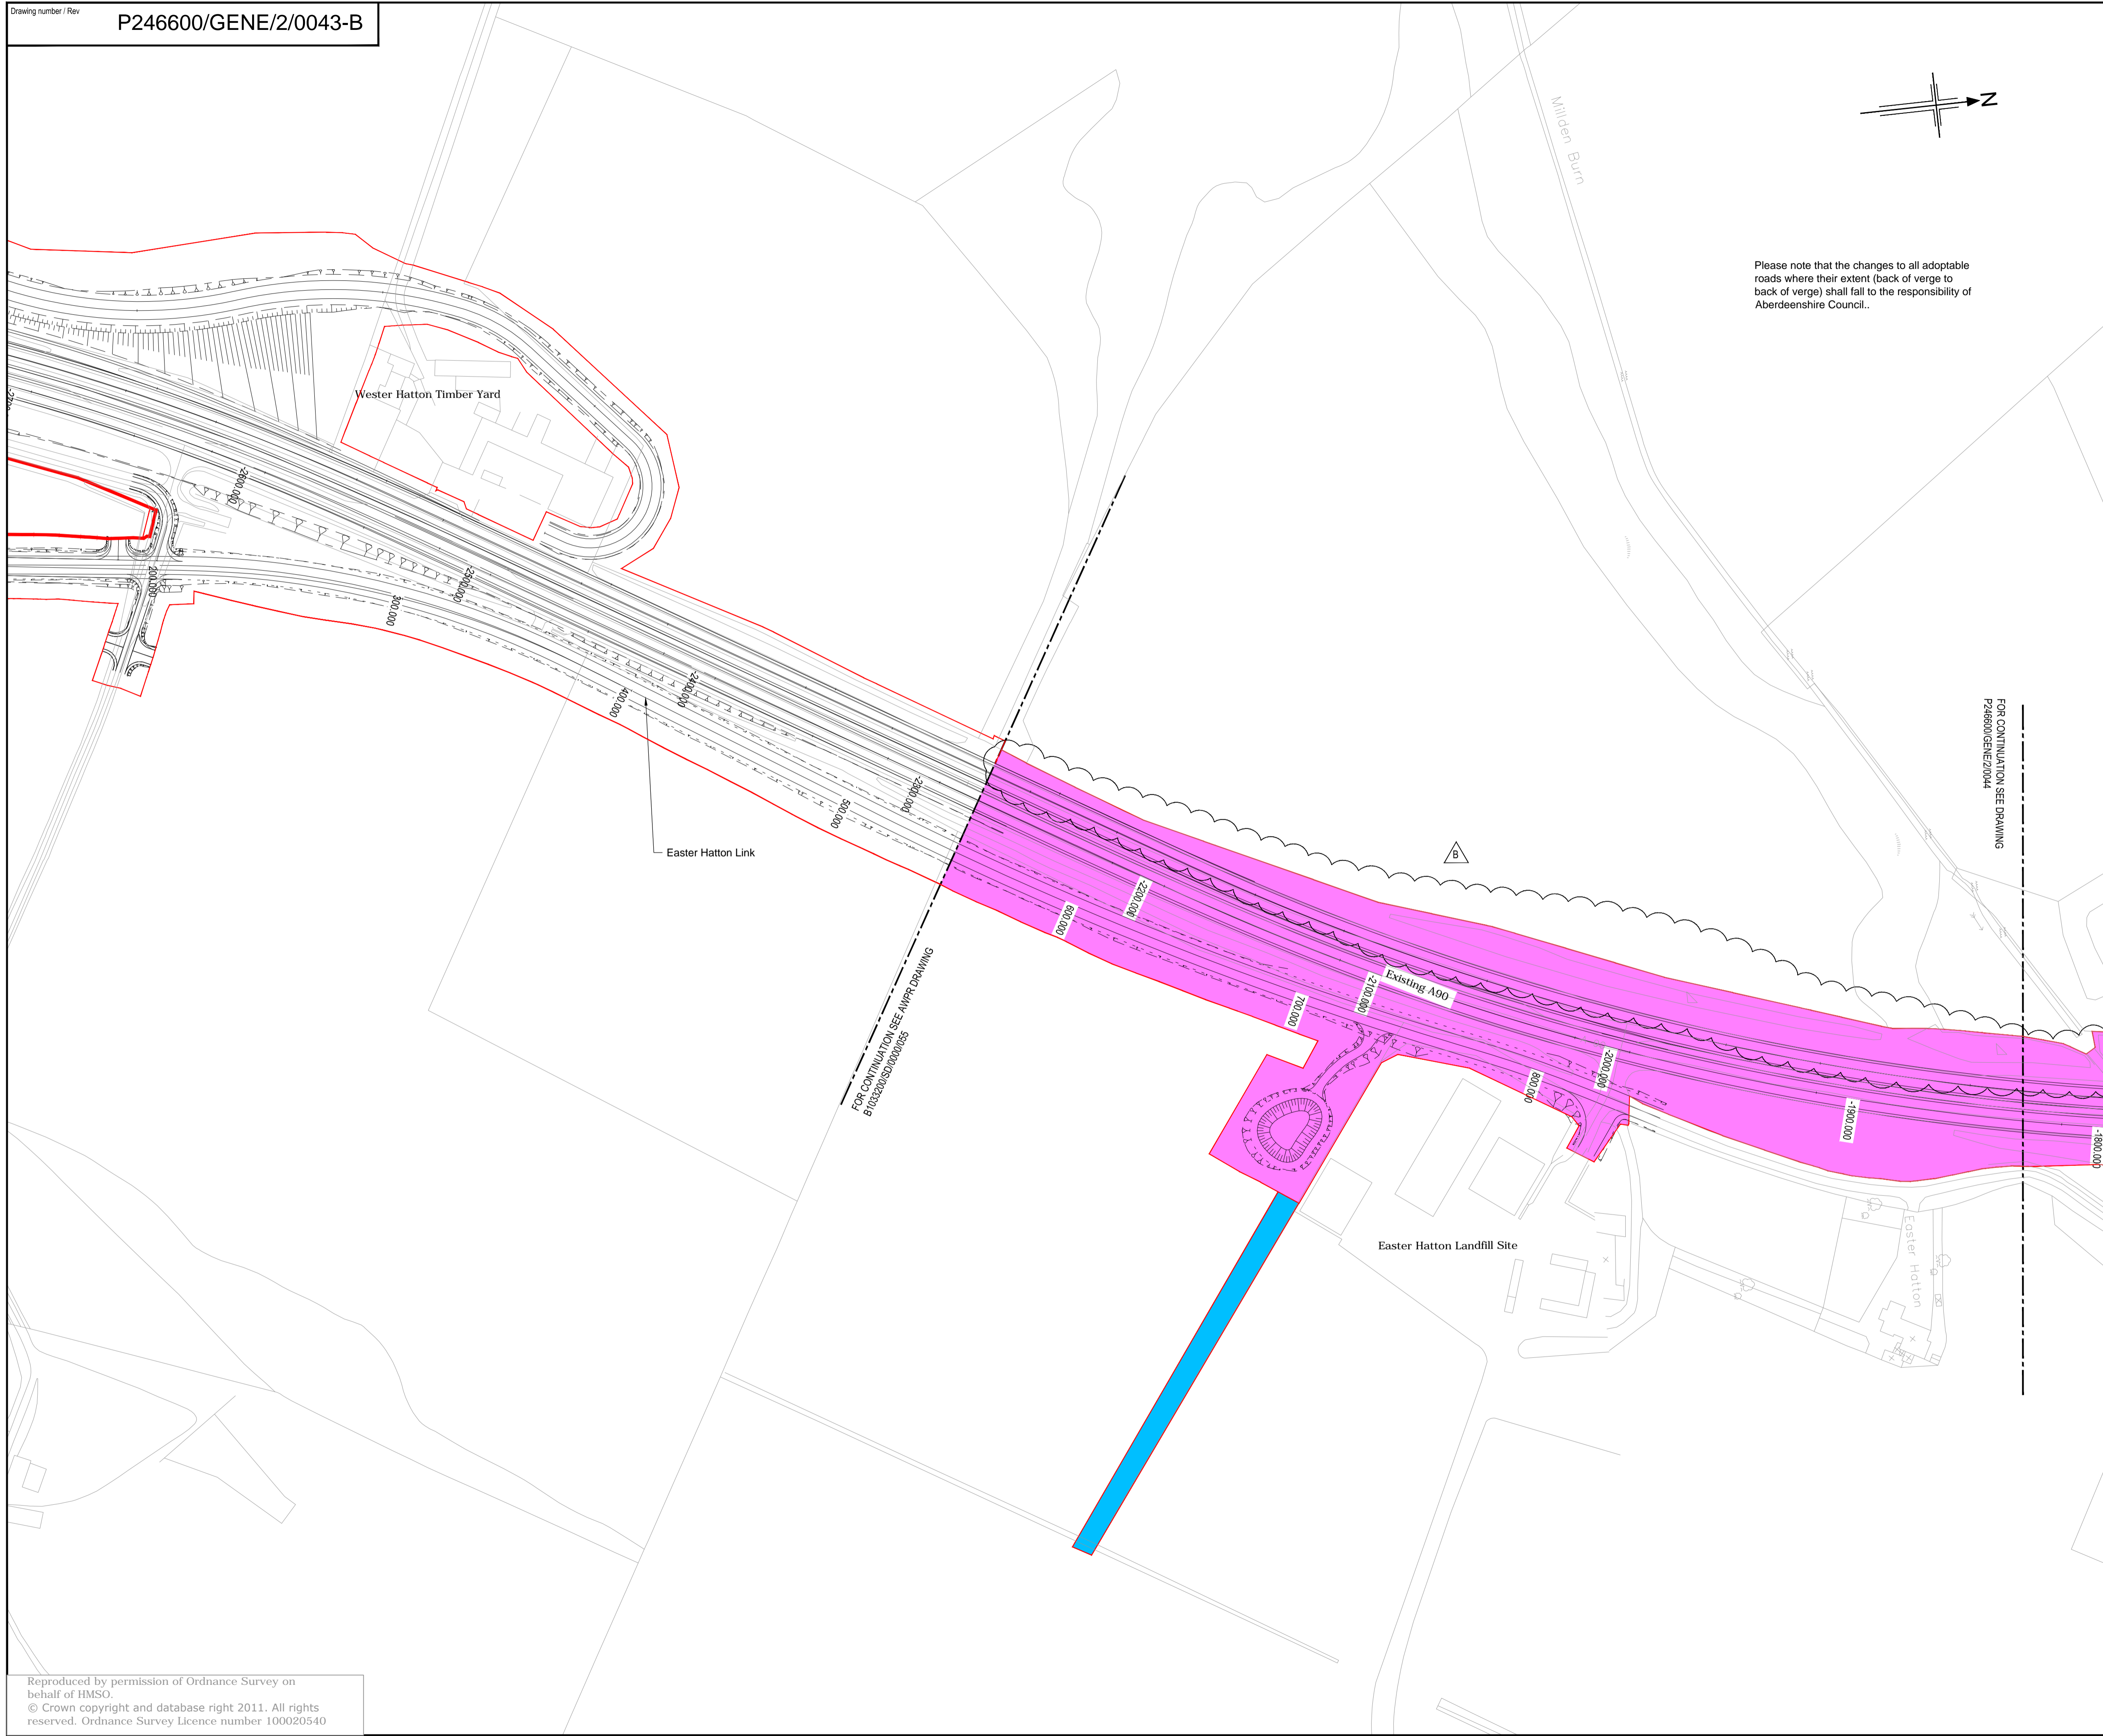 Drawing number / Rev
P246600/GENE/2/0043-B
Millden Burn
N
Please note that the changes to all adoptable
roads where their extent (back of verge to
back of verge) shall fall to the responsibility of
Aberdeenshire Council..
Wester Hatton Timber Yard
-2600.000
-2500.000
200.000
300.000
-2400.000
400.000
FOR CONTINUATION SEE DRAWING
P246600/GENE/2/0044
-2300.000
500.000
Easter Hatton Link
B
-2200.000
600.000
FOR CONTINUATION SEE AWPR DRAWING
B1033200/SD/0000/055
Existing A90
-2100.000
700.000
-2000.000
800.000
-1900.000
-1800.000
Easter Hatton Landfill Site
Easter Hatton
Reproduced by permission of Ordnance Survey on
behalf of HMSO.
© Crown copyright and database right 2011. All rights
reserved. Ordnance Survey Licence number 100020540